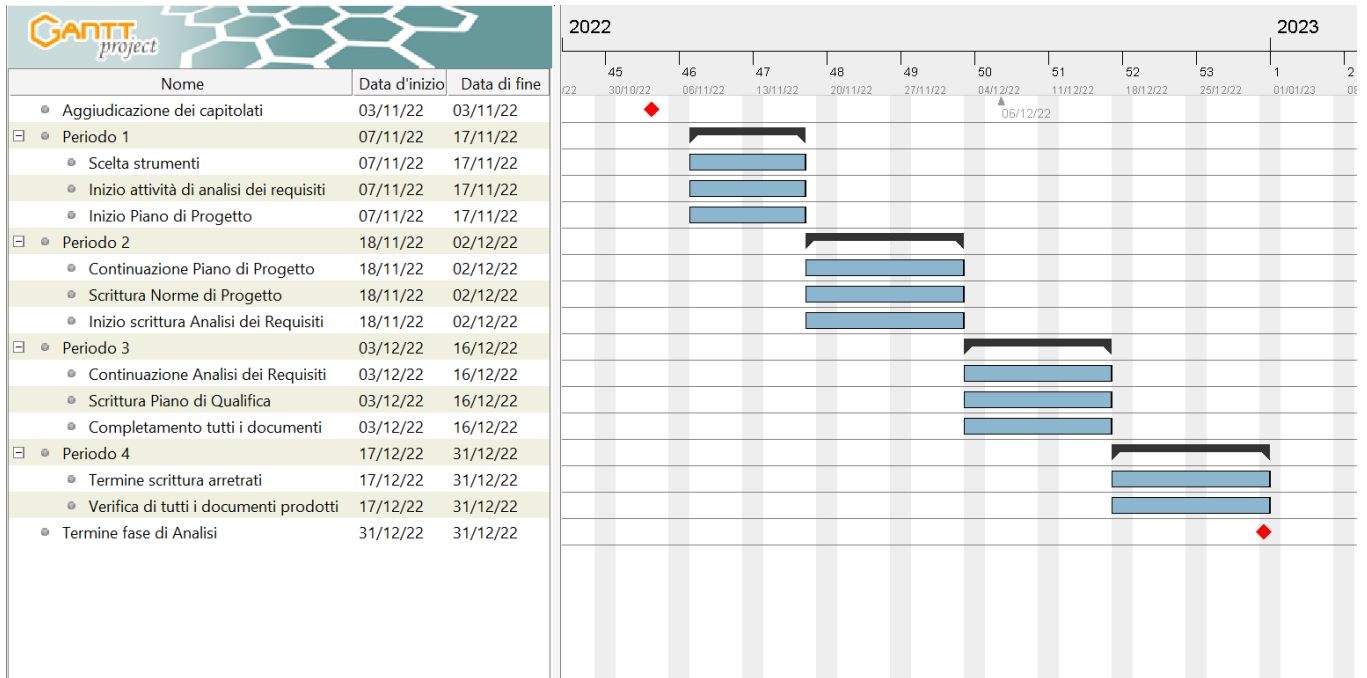 GANTT
project
2022 2023
Nome Data d'inizio Data di fine
45 46 47 48 49 50 51 52 53 1 2
/22 30/10/22 06/11/22 13/11/22 20/11/22 27/11/22 04/12/22 11/12/22 18/12/22 25/12/22 01/01/23 08
06/12/22
Aggiudicazione dei capitolati 03/11/22 03/11/22
Periodo 1 07/11/22 17/11/22
Scelta strumenti 07/11/22 17/11/22
Inizio attività di analisi dei requisiti 07/11/22 17/11/22
Inizio Piano di Progetto 07/11/22 17/11/22
Periodo 2 18/11/22 02/12/22
Continuazione Piano di Progetto 18/11/22 02/12/22
Scrittura Norme di Progetto 18/11/22 02/12/22
Inizio scrittura Analisi dei Requisiti 18/11/22 02/12/22
Periodo 3 03/12/22 16/12/22
Continuazione Analisi dei Requisiti 03/12/22 16/12/22
Scrittura Piano di Qualifica 03/12/22 16/12/22
Completamento tutti i documenti 03/12/22 16/12/22
Periodo 4 17/12/22 31/12/22
Termine scrittura arretrati 17/12/22 31/12/22
Verifica di tutti i documenti prodotti 17/12/22 31/12/22
Termine fase di Analisi 31/12/22 31/12/22